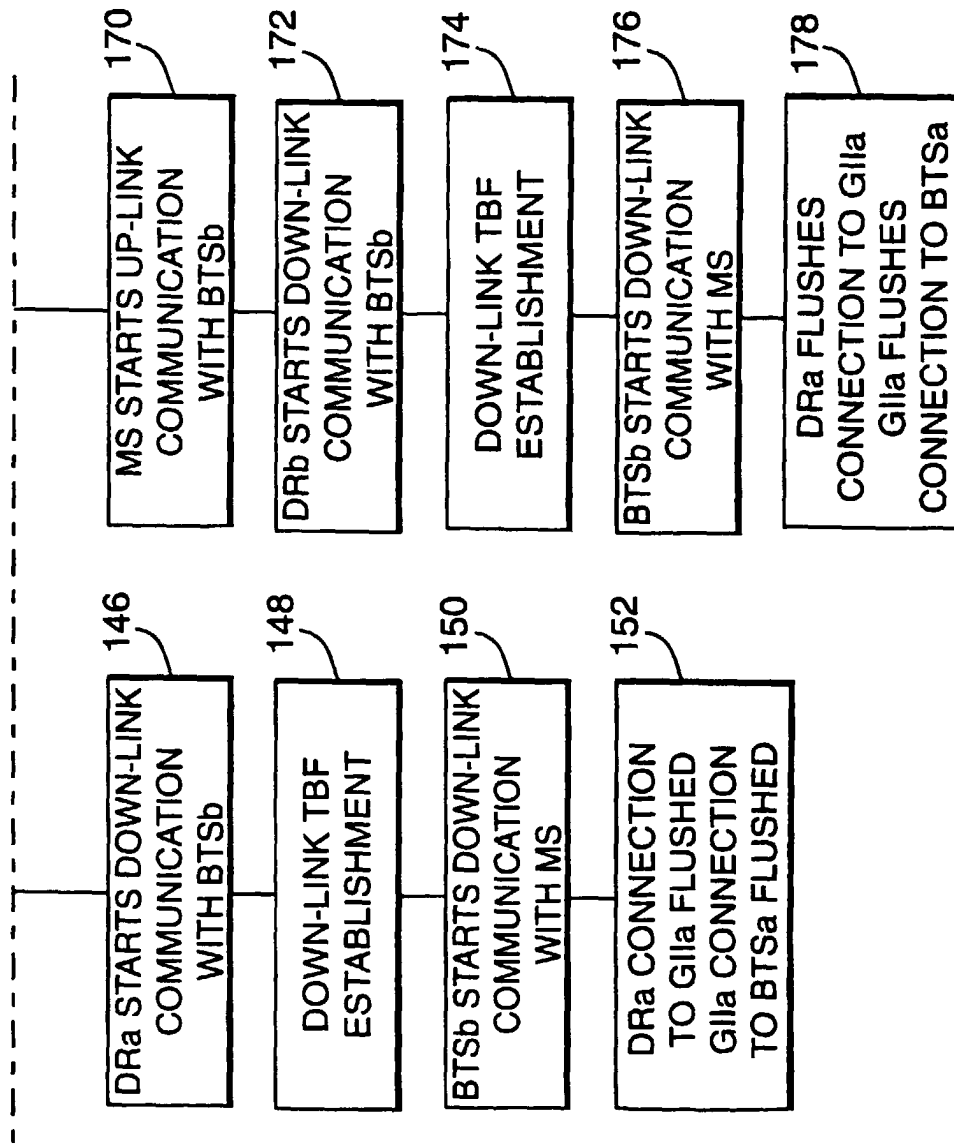 DRa STARTS DOWN-LINK
COMMUNICATION
WITH BTSb
146
DOWN-LINK TBF
ESTABLISHMENT
148
BTSb STARTS DOWN-LINK
COMMUNICATION
WITH MS
150
DRa CONNECTION
TO GIIa FLUSHED
GIIa CONNECTION
TO BTSa FLUSHED
152
MS STARTS UP-LINK
COMMUNICATION
WITH BTSb
170
DRb STARTS DOWN-LINK
COMMUNICATION
WITH BTSb
172
DOWN-LINK TBF
ESTABLISHMENT
174
BTSb STARTS DOWN-LINK
COMMUNICATION
WITH MS
176
DRa FLUSHES
CONNECTION TO GIIa
GIIa FLUSHES
CONNECTION TO BTSa
178